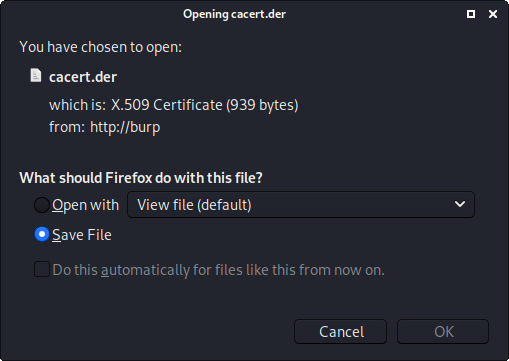 Opening cacert.der
You have chosen to open:
cacert.der
which is: X.509 Certificate (939 bytes)
from: http://burp
What should Firefox do with this file?
Open with View file (default)
Save File
Do this automatically for files like this from now on.
Cancel OK